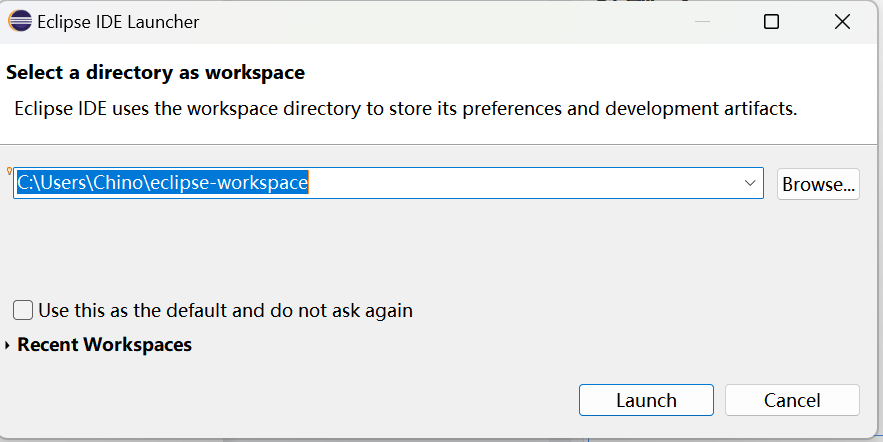 Eclipse IDE Launcher
Select a directory as workspace
Eclipse IDE uses the workspace directory to store its preferences and development artifacts.
C:\Users\Chino\eclipse-workspace
Browse...
Use this as the default and do not ask again
Recent Workspaces
Launch
Cancel